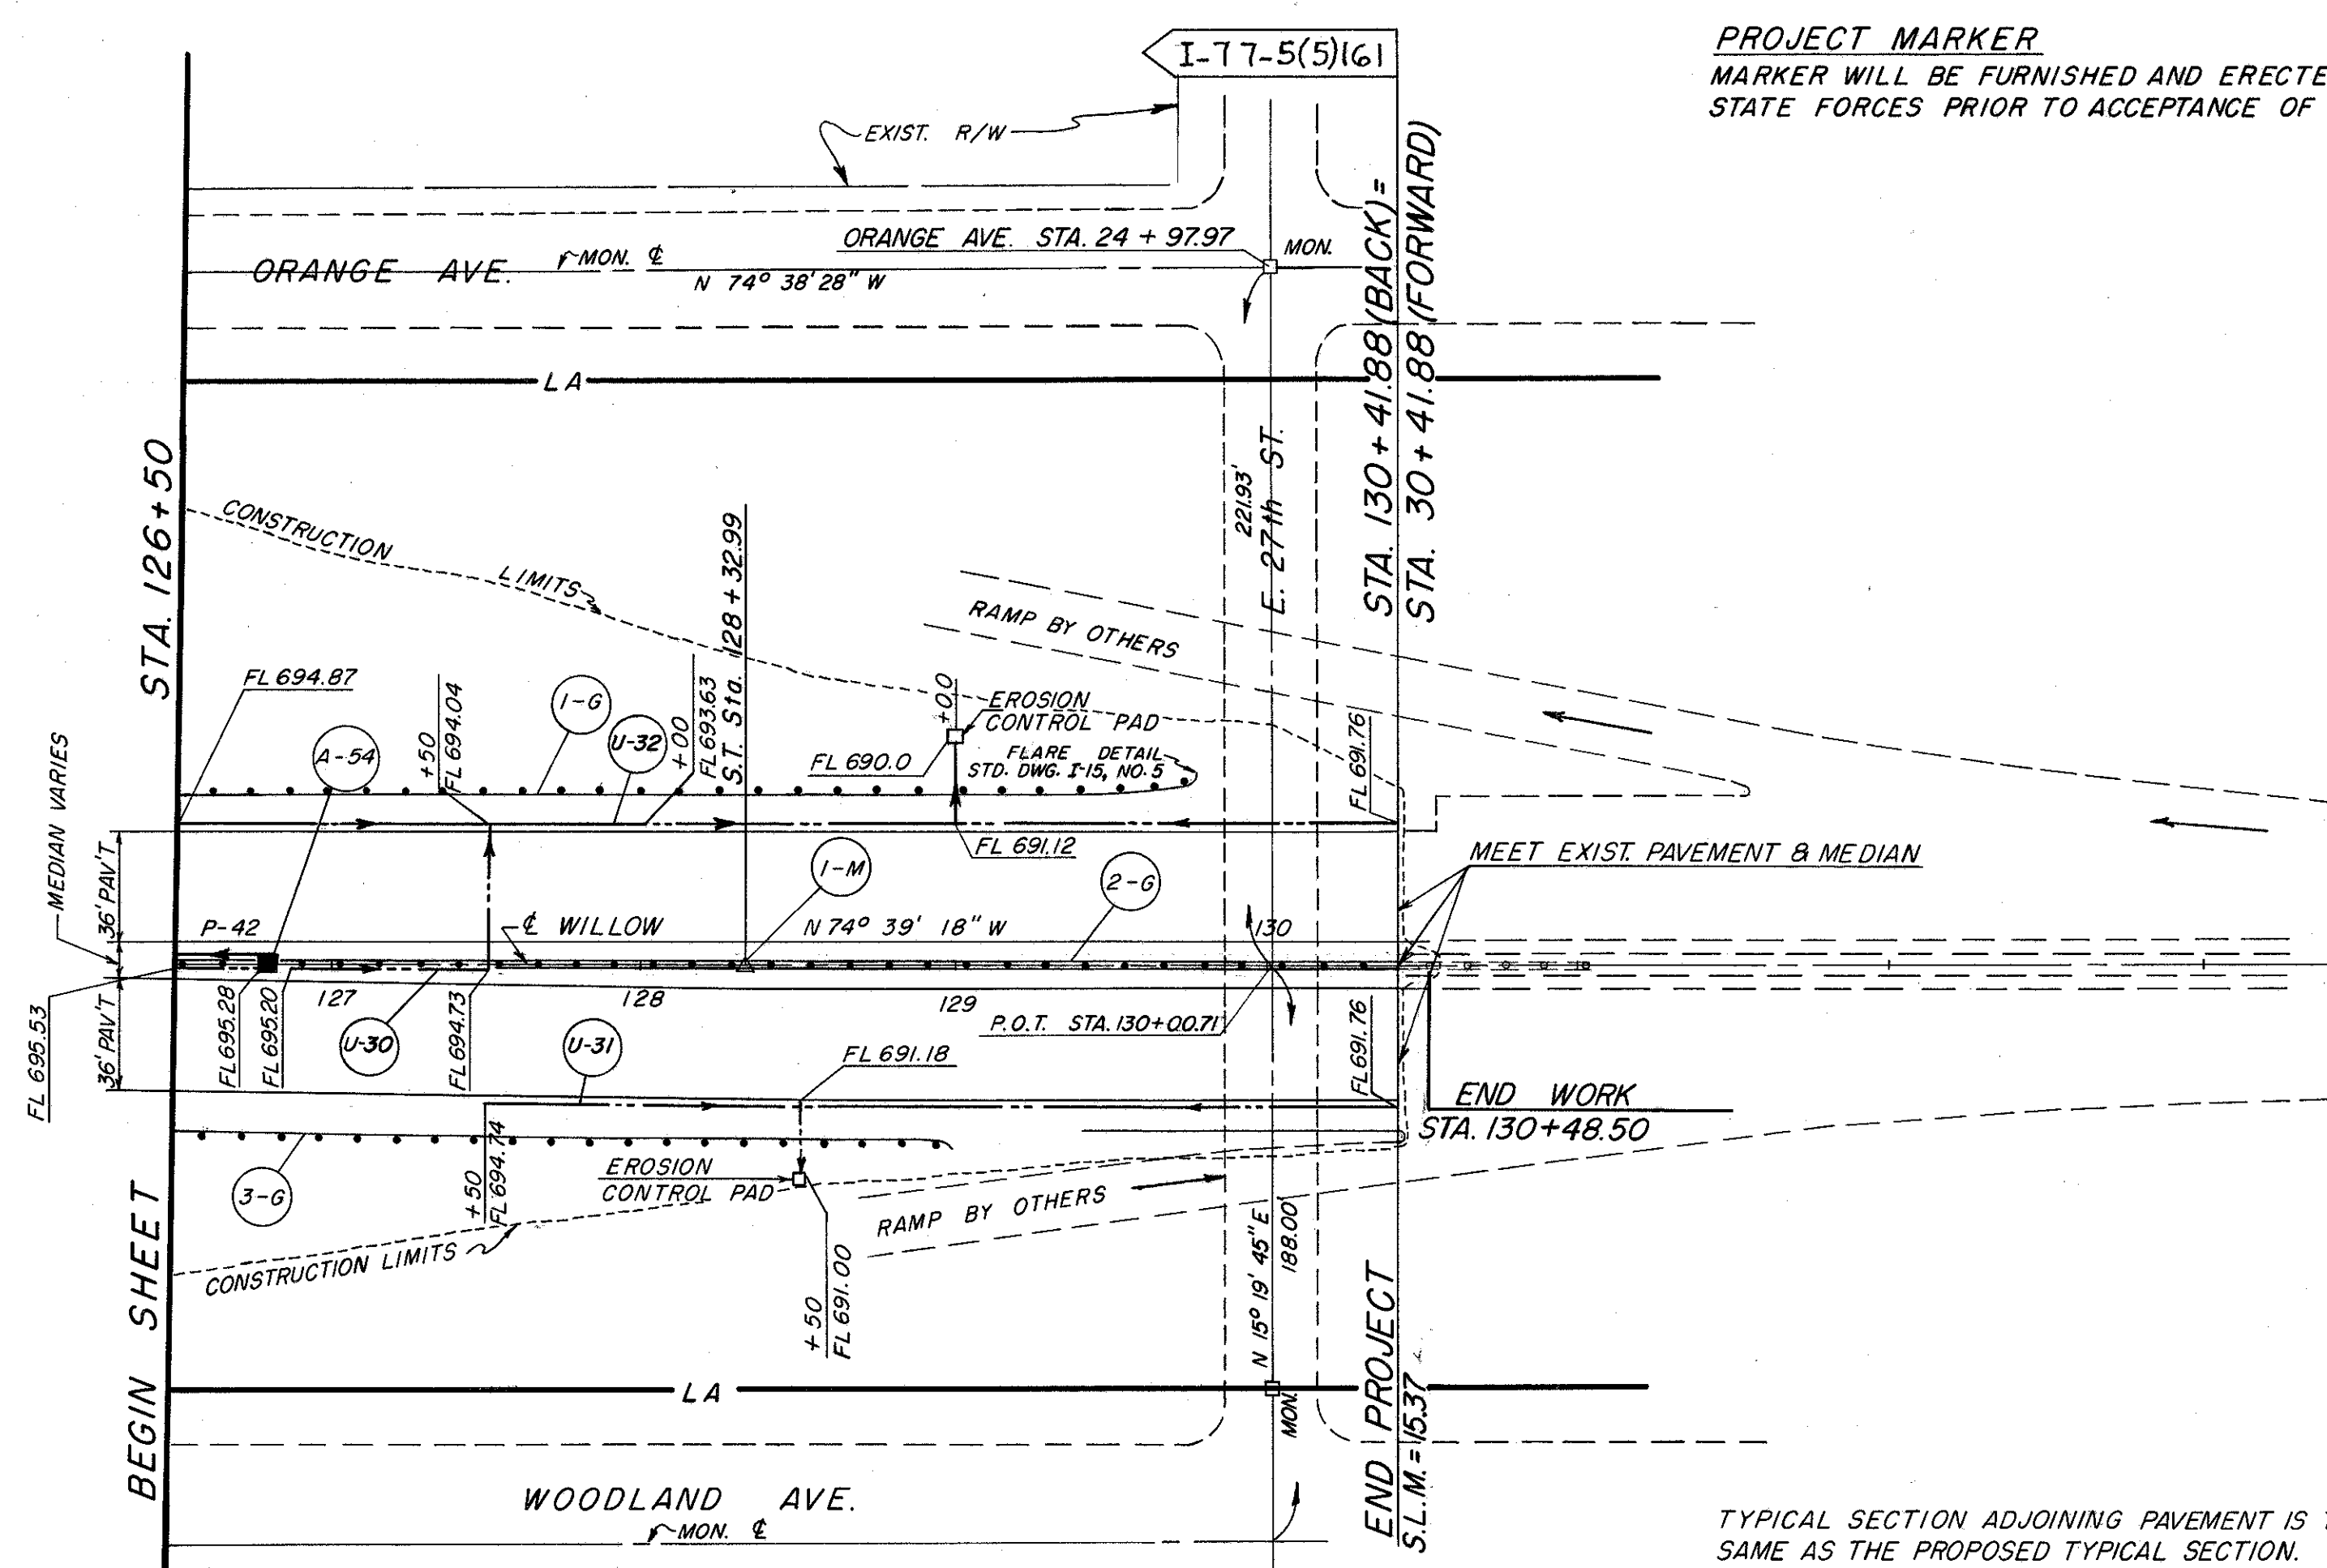 I-77-5(5)161
PROJECT MARKER
MARKER WILL BE FURNISHED AND ERECTE
STATE FORCES PRIOR TO ACCEPTANCE OF
EXIST. R/W
ORANGE AVE. STA. 24 + 97.97
MON.
ORANGE AVE.
MON. ℄
N 74° 38' 28" W
STA. 130 + 41.88 (BACK) =
STA. 30 + 41.88 (FORWARD)
LA
STA. 126+50
CONSTRUCTION
LIMITS
S.T. Sta. 128 + 32.99
221.93'
E. 27th ST.
RAMP BY OTHERS
FL 694.87
+50
FL 694.04
1-G
U-32
+00
FL 693.63
+00
EROSION
CONTROL PAD
FL 690.0
FLARE DETAIL
STD. DWG. I-15, NO. 5
FL 691.76
A-54
MEDIAN VARIES
36' PAV'T
FL 691.12
1-M
2-G
MEET EXIST. PAVEMENT & MEDIAN
P-42
℄ WILLOW
N 74° 39' 18" W
130
127
128
129
FL 695.53
36' PAV'T
FL 695.28
FL 695.20
U-30
FL 694.73
U-31
P.O.T. STA. 130+00.71
FL 691.18
FL 691.76
END WORK
STA. 130+48.50
3-G
+50
FL 694.74
EROSION
CONTROL PAD
RAMP BY OTHERS
CONSTRUCTION LIMITS
+50
FL 691.00
N 15° 19' 45" E
188.00'
BEGIN SHEET
LA
MON.
END PROJECT
S.L.M. = 15.37
WOODLAND AVE.
MON. ℄
TYPICAL SECTION ADJOINING PAVEMENT IS
SAME AS THE PROPOSED TYPICAL SECTION.